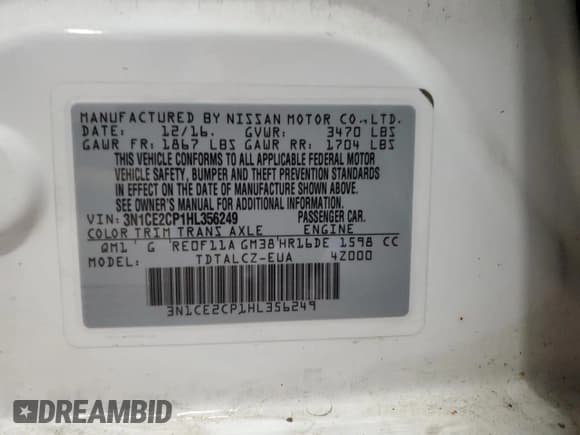 MANUFACTURED BY NISSAN MOTOR CO.,LTD.
DATE: 12/16. GVWR: 3470 LBS
GAWR FR: 1867 LBS GAWR RR: 1704 LBS
THIS VEHICLE CONFORMS TO ALL APPLICABLE FEDERAL MOTOR
VEHICLE SAFETY, BUMPER AND THEFT PREVENTION STANDARDS
IN EFFECT ON THE DATE OF MANUFACTURE SHOWN ABOVE.
SEE OWNER'S MANUAL FOR ADDITIONAL INFORMATION.
VIN: 3N1CE2CP1HL356249 PASSENGER CAR.
COLOR TRIM TRANS AXLE ENGINE
QM1 G RE0F11A GM38 HR16DE 1598 CC
MODEL: TDTALCZ-EUA 4Z000
3N1CE2CP1HL356249
DREAMBID